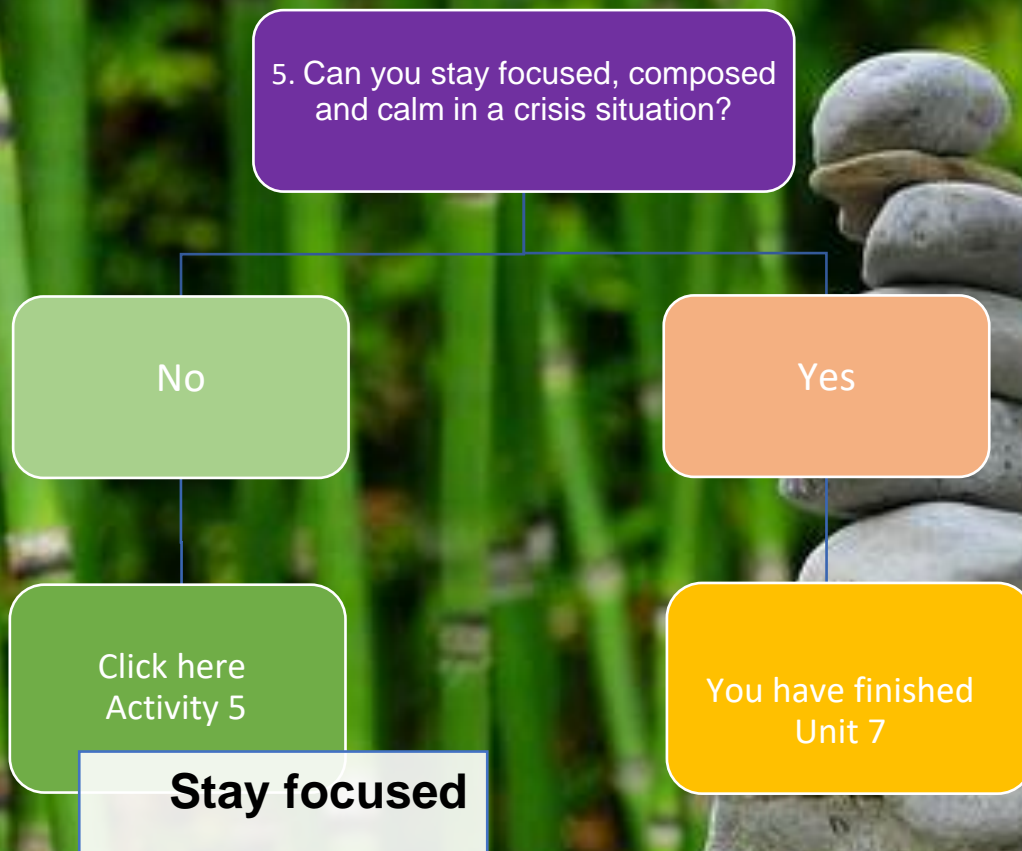 5. Can you stay focused, composed
and calm in a crisis situation?
No
Yes
Click here
Activity 5
You have finished
Unit 7
Stay focused